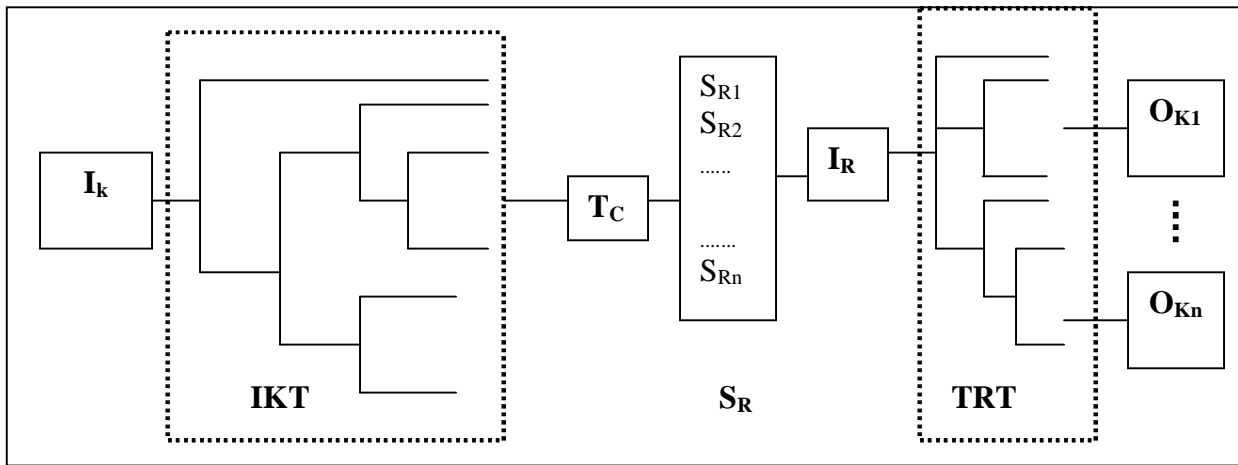 I_k
IKT
T_C
S_R1
S_R2
......
.......
S_Rn
S_R
I_R
TRT
O_K1
O_Kn